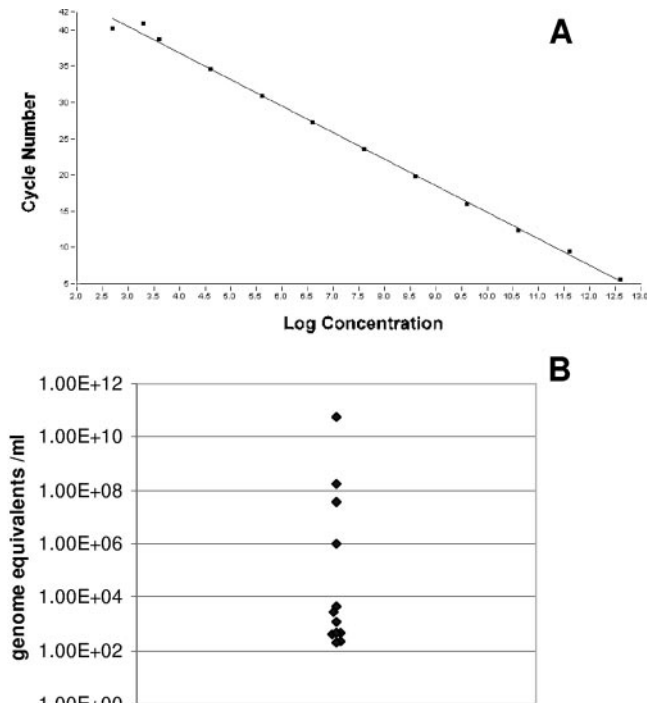 A
42
40
35
30
25
20
15
10
5
Cycle Number
2.0 2.5 3.0 3.5 4.0 4.5 5.0 5.5 6.0 6.5 7.0 7.5 8.0 8.5 9.0 9.5 10.0 10.5 11.0 11.5 12.0 12.5 13.0
Log Concentration
B
1.00E+12
1.00E+10
1.00E+08
1.00E+06
1.00E+04
1.00E+02
1.00E+00
genome equivalents /ml